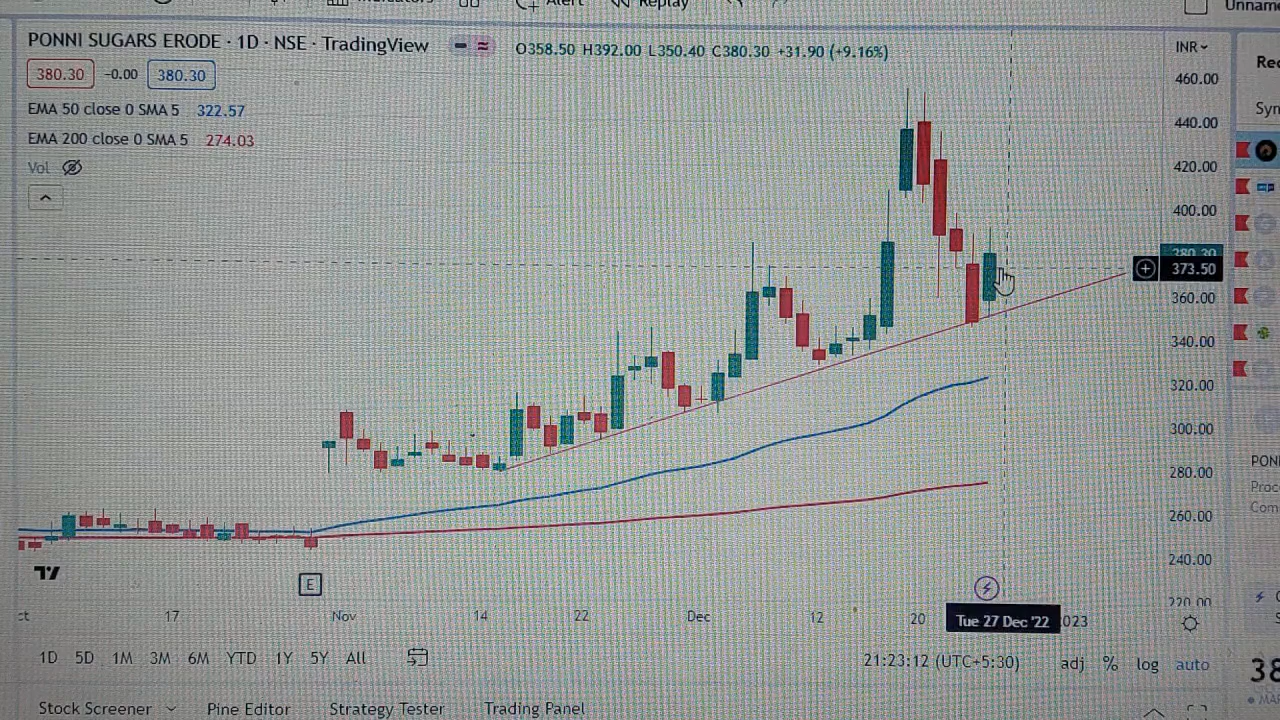 Alert
Replay
PONNI SUGARS ERODE · 1D · NSE · TradingView
O358.50 H392.00 L350.40 C380.30 +31.90 (+9.16%)
INR
380.30 -0.00 380.30
EMA 50 close 0 SMA 5 322.57
EMA 200 close 0 SMA 5 274.03
Vol
460.00
440.00
420.00
400.00
380.30
373.50
360.00
340.00
320.00
300.00
280.00
260.00
240.00
220.00
E
17 Nov 14 22 Dec 12 20 Tue 27 Dec '22 023
1D 5D 1M 3M 6M YTD 1Y 5Y All
21:23:12 (UTC+5:30) adj % log auto
Stock Screener Pine Editor Strategy Tester Trading Panel